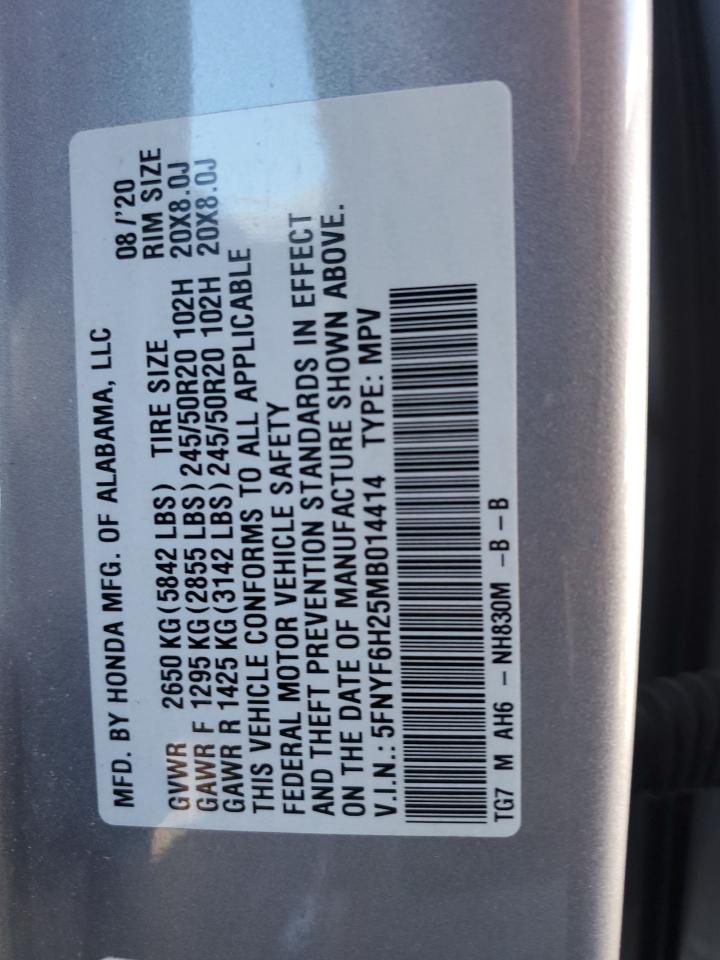 MFD. BY HONDA MFG. OF ALABAMA, LLC 08/'20
GVWR 2650 KG (5842 LBS) TIRE SIZE RIM SIZE
GAWR F 1295 KG (2855 LBS) 245/50R20 102H 20X8.0J
GAWR R 1425 KG (3142 LBS) 245/50R20 102H 20X8.0J
THIS VEHICLE CONFORMS TO ALL APPLICABLE
FEDERAL MOTOR VEHICLE SAFETY
AND THEFT PREVENTION STANDARDS IN EFFECT
ON THE DATE OF MANUFACTURE SHOWN ABOVE.
V.I.N.: 5FNYF6H25MB014414 TYPE: MPV
TG7 M AH6 - NH830M -B-B